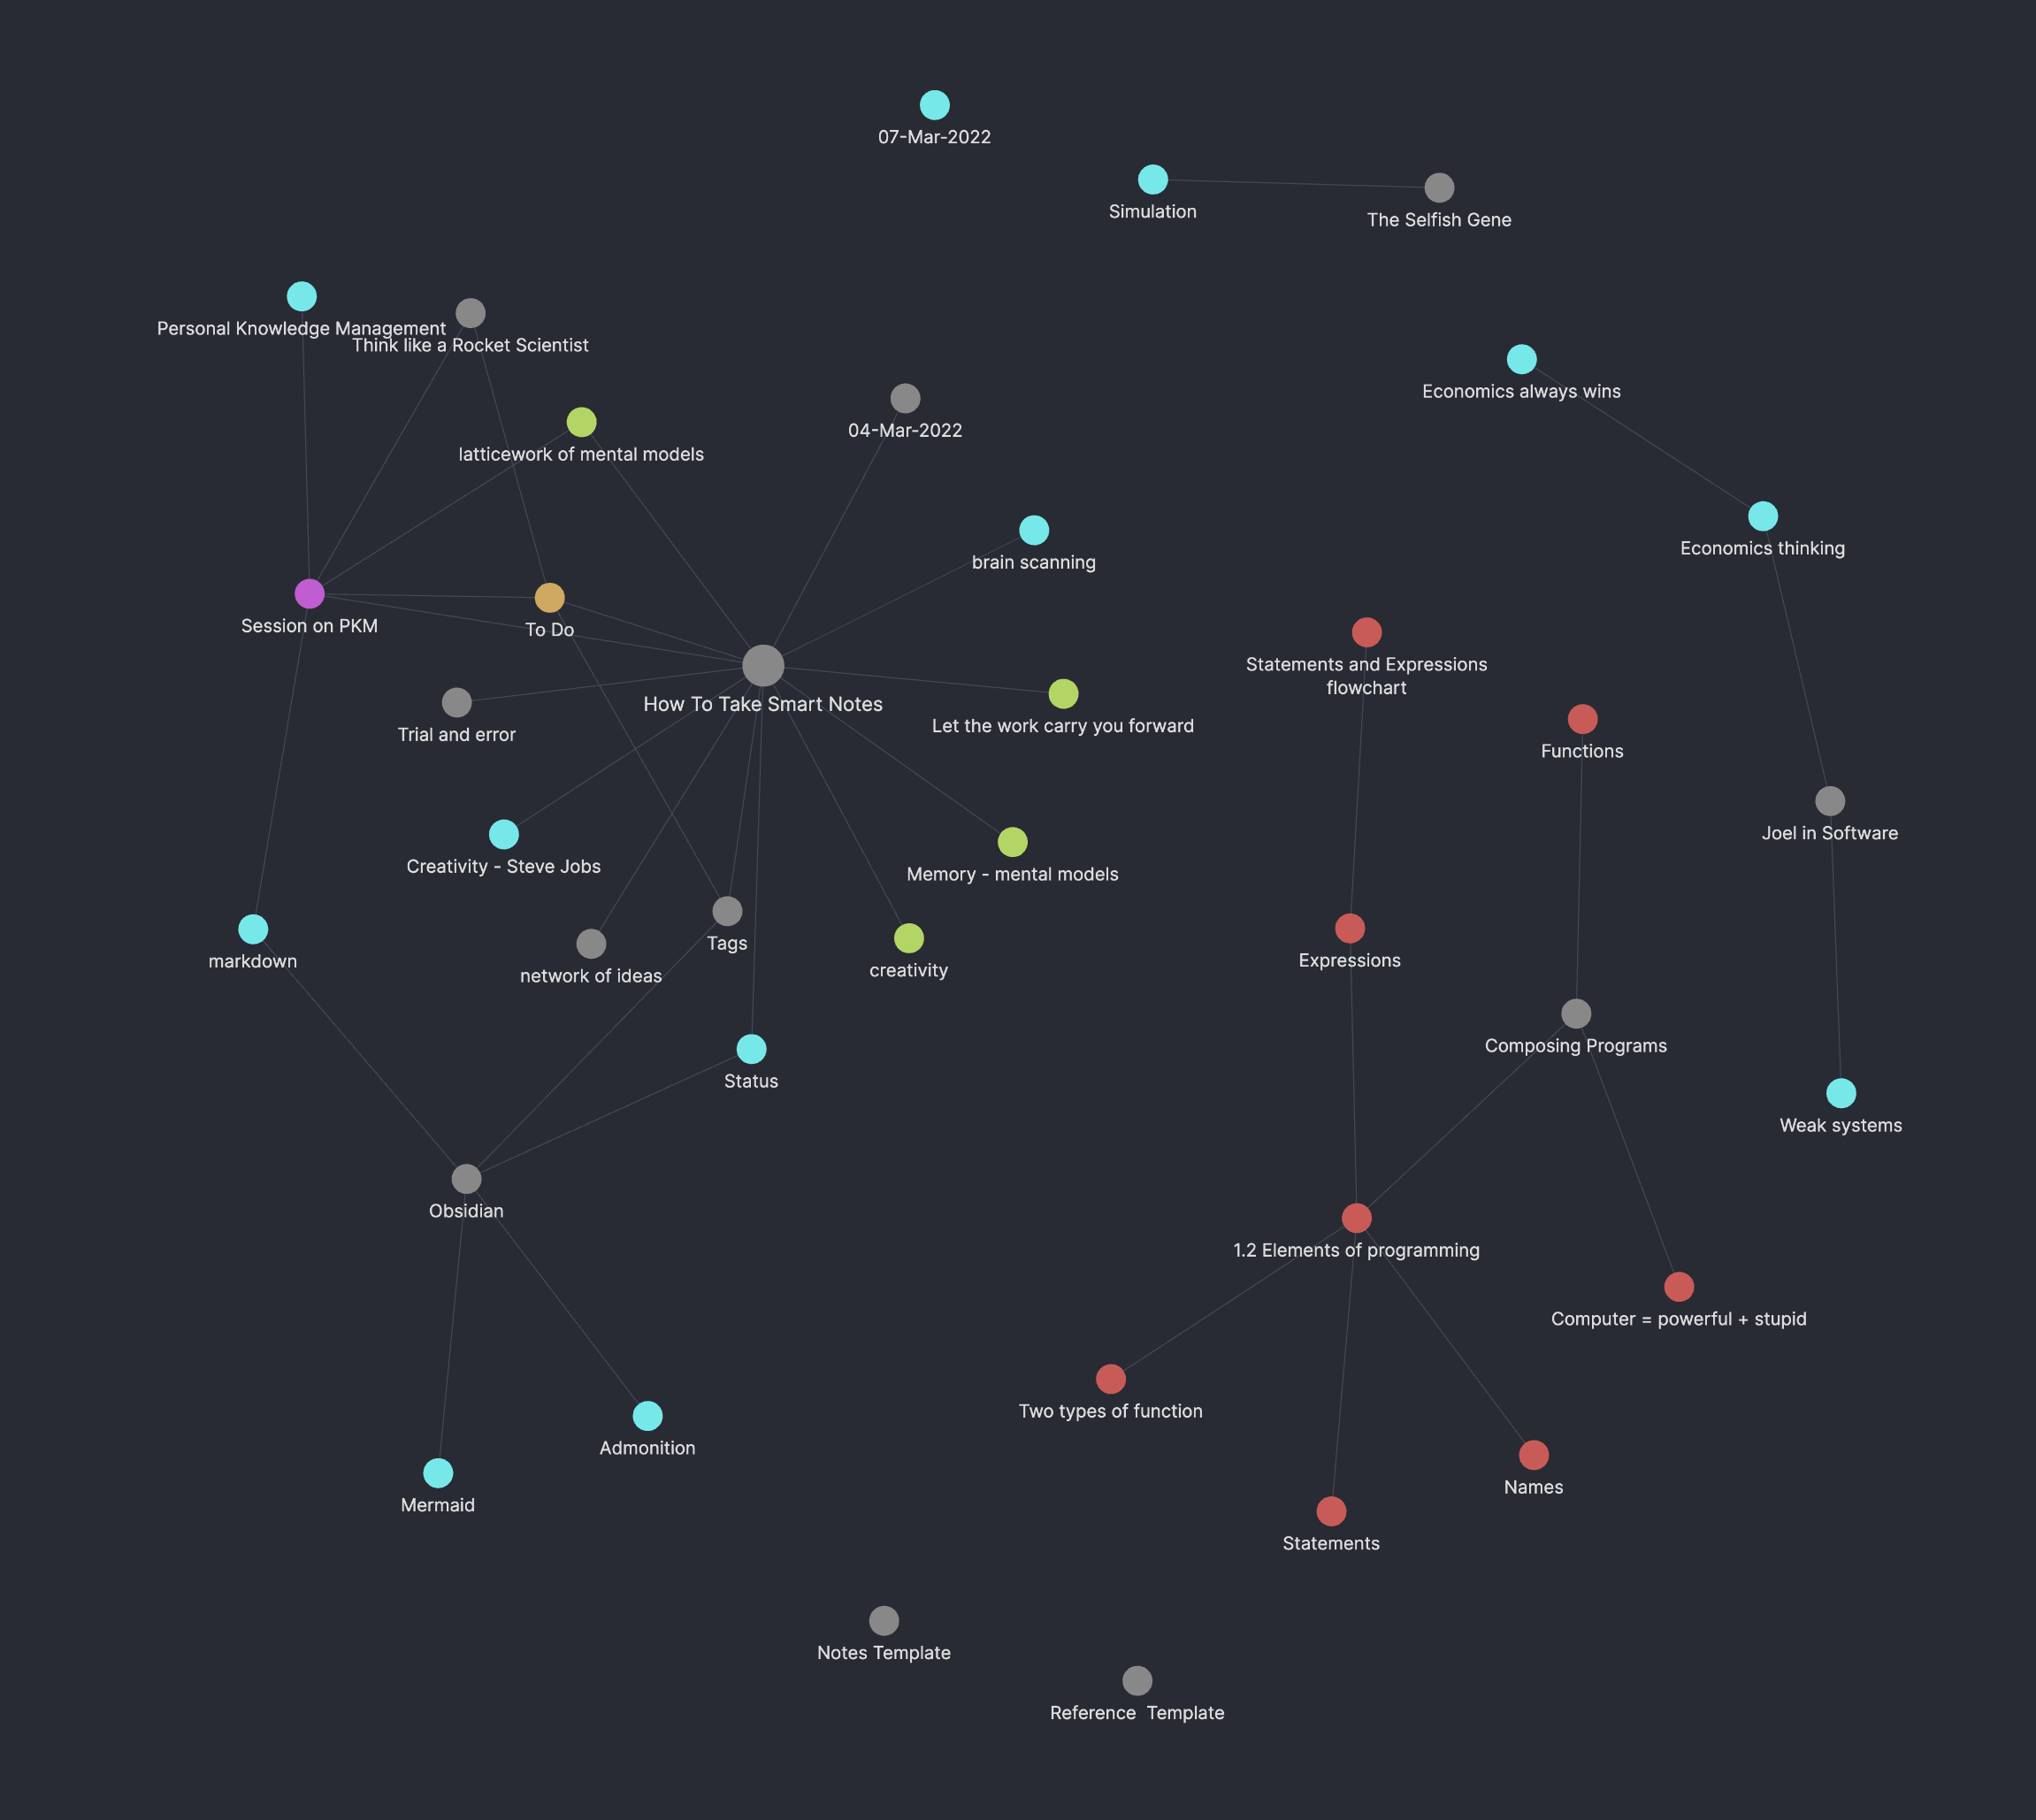 07-Mar-2022
Simulation
The Selfish Gene
Personal Knowledge Management
Think like a Rocket Scientist
Economics always wins
04-Mar-2022
latticework of mental models
Economics thinking
brain scanning
Session on PKM
To Do
Statements and Expressions
flowchart
How To Take Smart Notes
Let the work carry you forward
Trial and error
Functions
Joel in Software
Creativity - Steve Jobs
Memory - mental models
Tags
markdown
Expressions
creativity
network of ideas
Composing Programs
Status
Weak systems
Obsidian
1.2 Elements of programming
Computer = powerful + stupid
Two types of function
Admonition
Names
Mermaid
Statements
Notes Template
Reference  Template